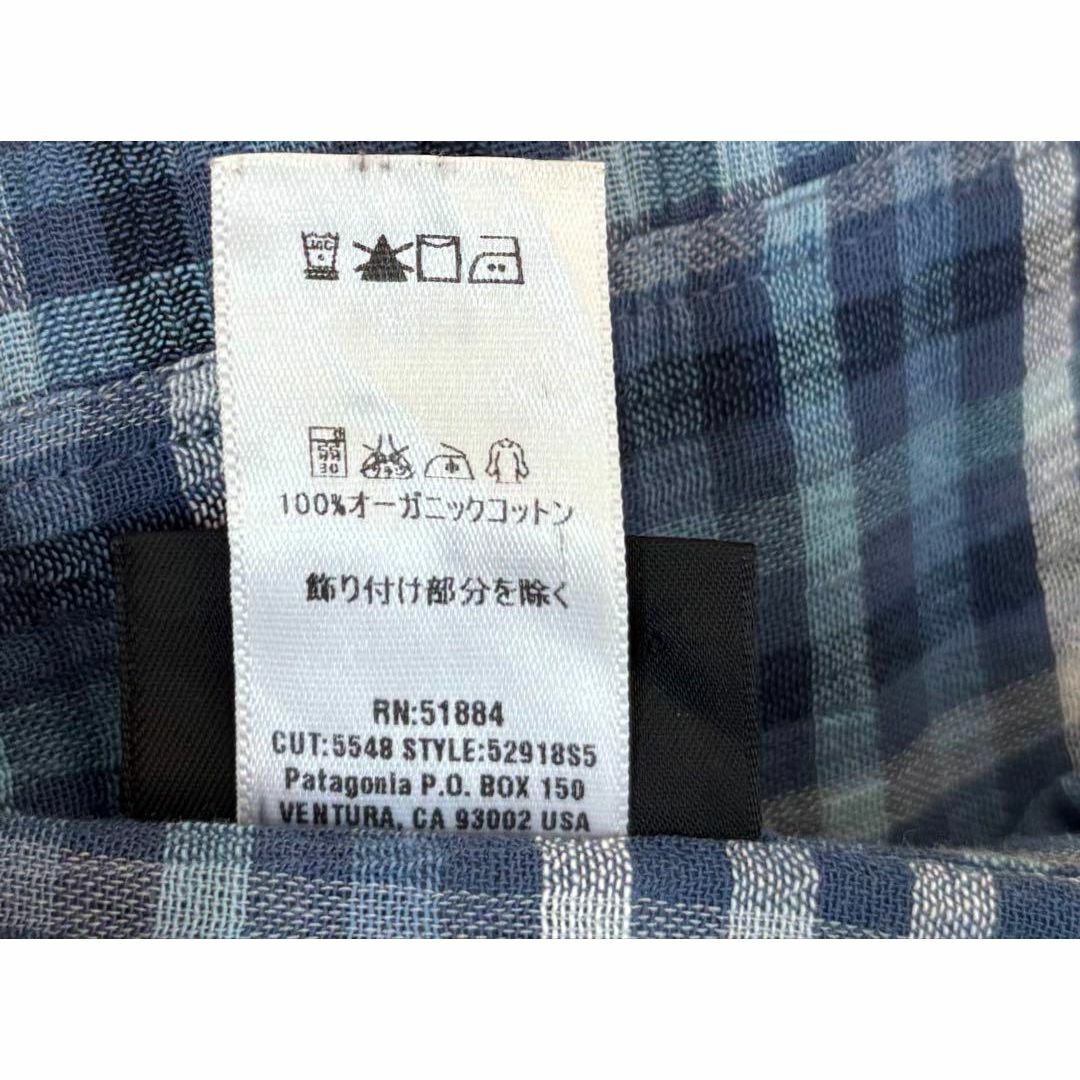 100%オーガニックコットン
飾り付け部分を除く
RN:51884
CUT:5548 STYLE:52918S5
Patagonia P.O. BOX 150
VENTURA, CA 93002 USA